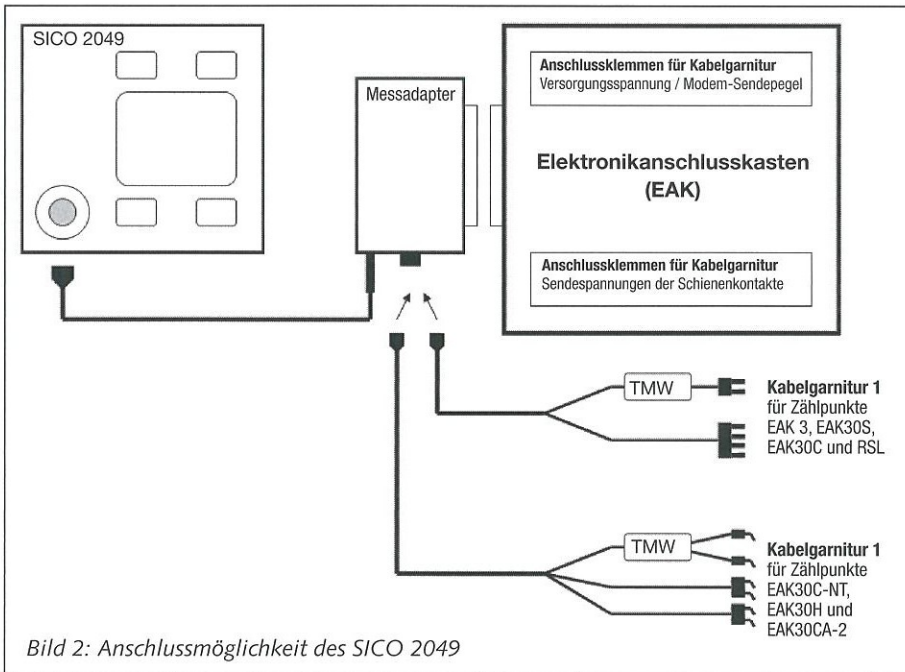 SICO 2049
Messadapter
Anschlussklemmen für Kabelgarnitur
Versorgungsspannung / Modem-Sendepegel
Elektronikanschlusskasten
(EAK)
Anschlussklemmen für Kabelgarnitur
Sendespannungen der Schienenkontakte
TMW
Kabelgarnitur 1
für Zählpunkte
EAK 3, EAK30S,
EAK30C und RSL
TMW
Kabelgarnitur 1
für Zählpunkte
EAK30C-NT,
EAK30H und
EAK30CA-2
Bild 2: Anschlussmöglichkeit des SICO 2049